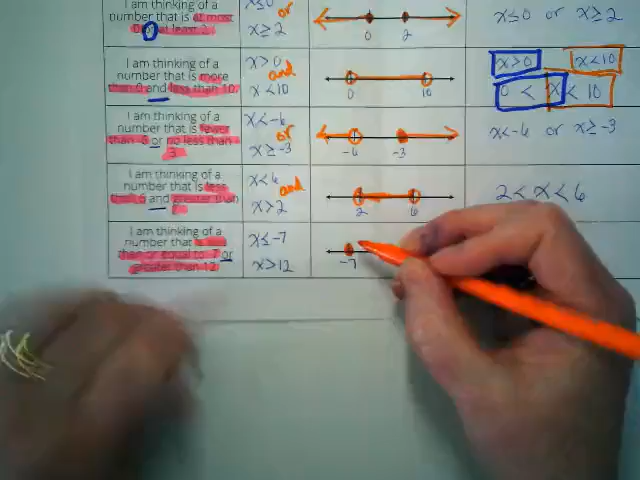 I am thinking of a
number that is at most
0 or at least 2.
x≤0
or
x≥2
0 2
x≤0 or x≥2
I am thinking of a
number that is more
than 0 and less than 10.
x>0
and
x<10
0 10
x>0 x<10
0 < x < 10
I am thinking of a
number that is fewer
than -6 or no less than
-3
x<-6
or
x≥-3
-6 -3
x<-6 or x≥-3
I am thinking of a
number that is less
than 6 and greater than
2
x<6
and
x>2
2 6
2<x<6
I am thinking of a
number that is less
than or equal to -7 or
greater than 12
x≤-7
x>12
-7